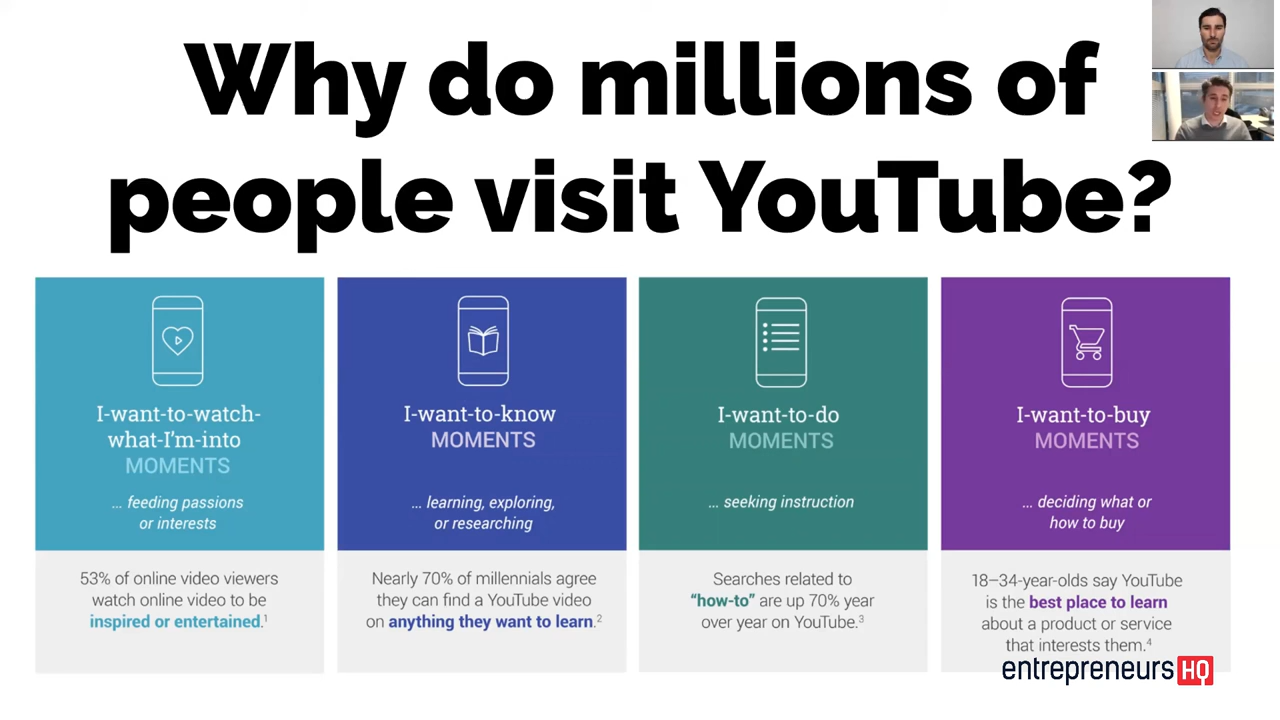 Why do millions of
people visit YouTube?
I-want-to-watch-
what-I'm-into
MOMENTS
... feeding passions
or interests
53% of online video viewers
watch online video to be
inspired or entertained.¹
I-want-to-know
MOMENTS
... learning, exploring,
or researching
Nearly 70% of millennials agree
they can find a YouTube video
on anything they want to learn.²
I-want-to-do
MOMENTS
... seeking instruction
Searches related to
“how-to” are up 70% year
over year on YouTube.³
I-want-to-buy
MOMENTS
... deciding what or
how to buy
18–34-year-olds say YouTube
is the best place to learn
about a product or service
that interests them.⁴
entrepreneurs HQ